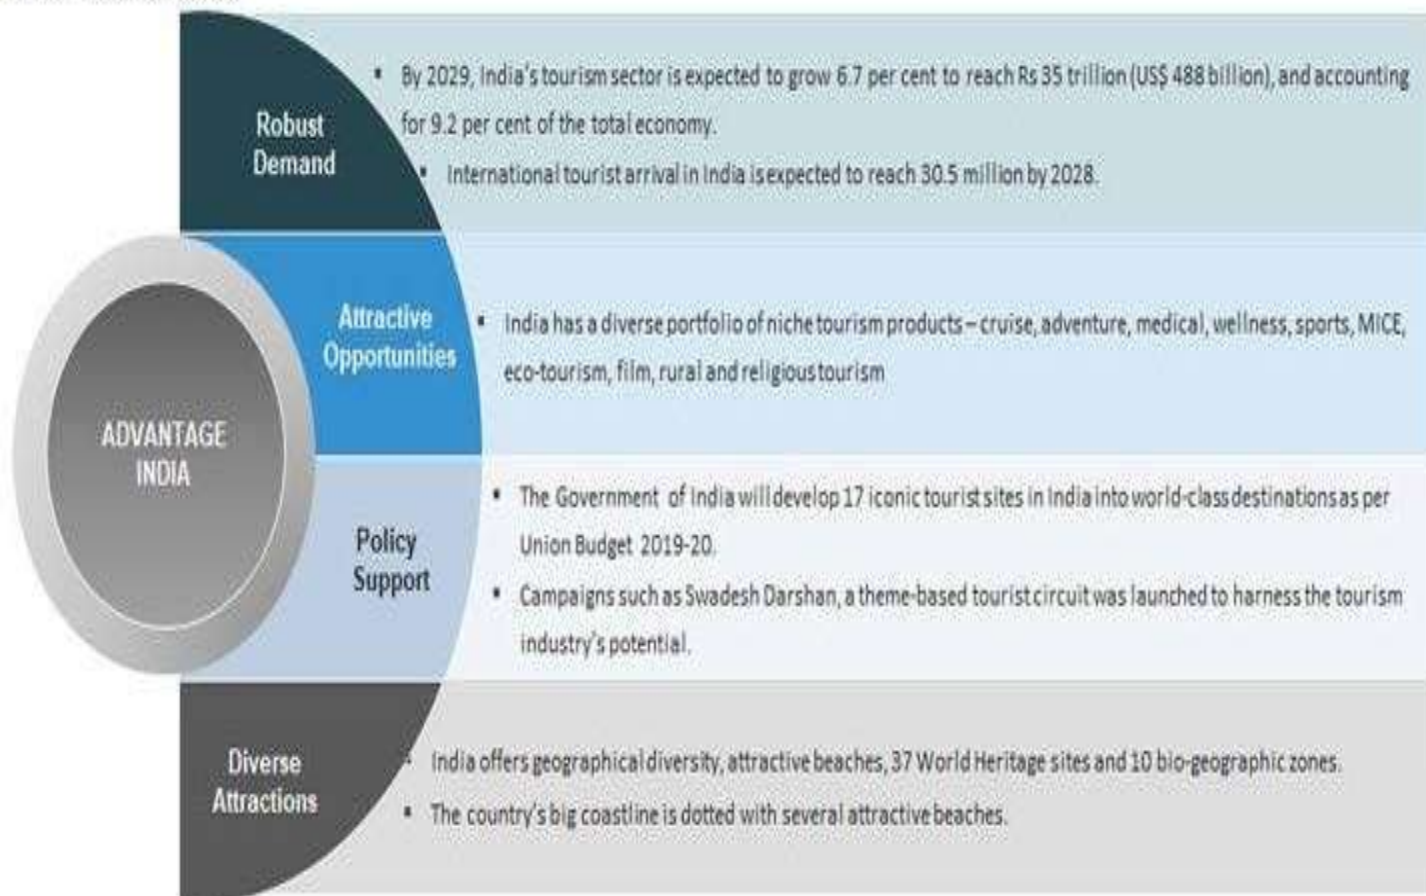 Robust
Demand
▪ By 2029, India's tourism sector is expected to grow 6.7 per cent to reach Rs 35 trillion (US$ 488 billion), and accounting
for 9.2 per cent of the total economy.
▪ International tourist arrival in India is expected to reach 30.5 million by 2028.
Attractive
Opportunities
▪ India has a diverse portfolio of niche tourism products – cruise, adventure, medical, wellness, sports, MICE,
eco-tourism, film, rural and religious tourism
ADVANTAGE
INDIA
Policy
Support
▪ The Government of India will develop 17 iconic tourist sites in India into world-class destinations as per
Union Budget 2019-20.
▪ Campaigns such as Swadesh Darshan, a theme-based tourist circuit was launched to harness the tourism
industry's potential.
Diverse
Attractions
▪ India offers geographical diversity, attractive beaches, 37 World Heritage sites and 10 bio-geographic zones.
▪ The country's big coastline is dotted with several attractive beaches.